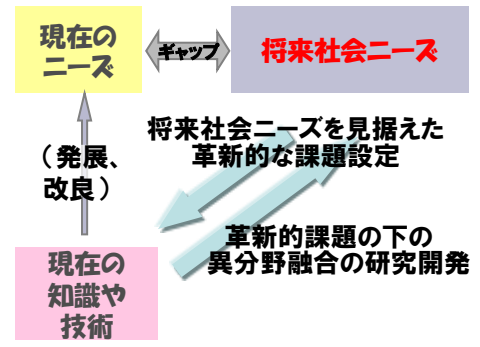 現在の
ニーズ
ギャップ
将来社会ニーズ
将来社会ニーズを見据えた
革新的な課題設定
（発展、
改良）
革新的課題の下の
異分野融合の研究開発
現在の
知識や
技術